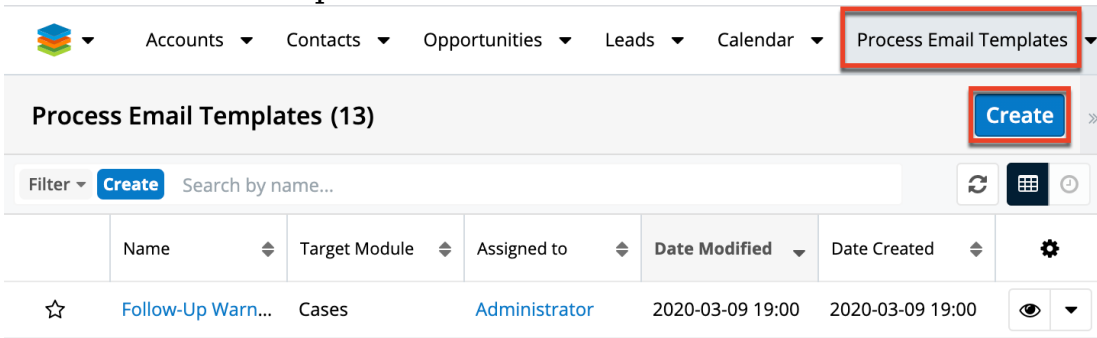 Accounts Contacts Opportunities Leads Calendar Process Email Templates
Process Email Templates (13) Create
Filter Create Search by name...
Name Target Module Assigned to Date Modified Date Created
Follow-Up Warn... Cases Administrator 2020-03-09 19:00 2020-03-09 19:00